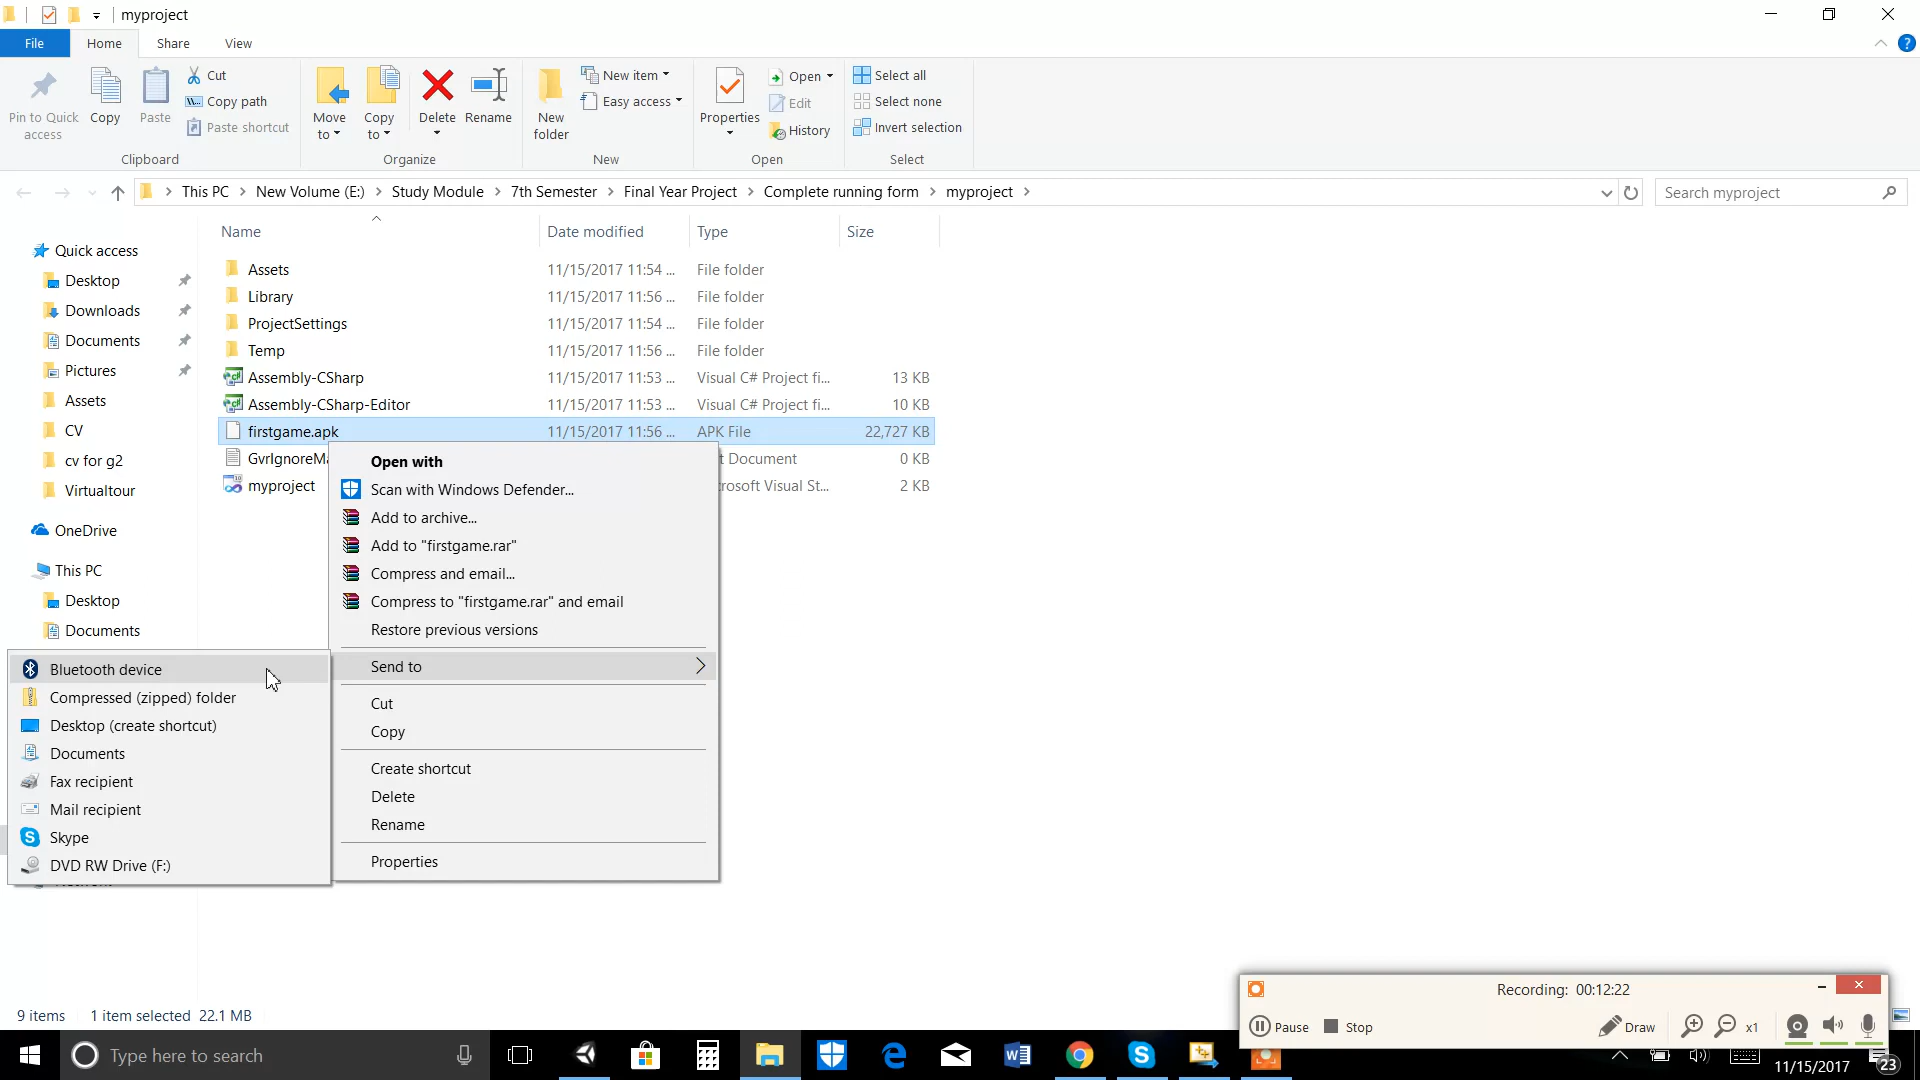 myproject
File Home Share View
Pin to Quick access
Copy
Paste
Cut
Copy path
Paste shortcut
Clipboard
Move to
Copy to
Delete
Rename
Organize
New folder
New item
Easy access
New
Properties
Open
Edit
History
Open
Select all
Select none
Invert selection
Select
This PC > New Volume (E:) > Study Module > 7th Semester > Final Year Project > Complete running form > myproject >
Search myproject
Name Date modified Type Size
Quick access
Desktop
Downloads
Documents
Pictures
Assets
CV
cv for g2
Virtualtour
OneDrive
This PC
Desktop
Documents
Assets 11/15/2017 11:54 ... File folder
Library 11/15/2017 11:56 ... File folder
ProjectSettings 11/15/2017 11:54 ... File folder
Temp 11/15/2017 11:56 ... File folder
Assembly-CSharp 11/15/2017 11:53 ... Visual C# Project fi... 13 KB
Assembly-CSharp-Editor 11/15/2017 11:53 ... Visual C# Project fi... 10 KB
firstgame.apk 11/15/2017 11:56 ... APK File 22,727 KB
GvrIgnoreMa t Document 0 KB
myproject rosoft Visual St... 2 KB
Open with
Scan with Windows Defender...
Add to archive...
Add to "firstgame.rar"
Compress and email...
Compress to "firstgame.rar" and email
Restore previous versions
Send to
Cut
Copy
Create shortcut
Delete
Rename
Properties
Bluetooth device
Compressed (zipped) folder
Desktop (create shortcut)
Documents
Fax recipient
Mail recipient
Skype
DVD RW Drive (F:)
9 items 1 item selected 22.1 MB
Recording: 00:12:22
Pause Stop Draw x1
Type here to search
11/15/2017
23